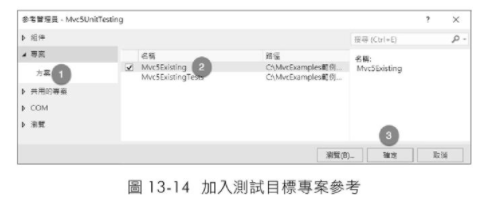 參考管理員 - Mvc5UnitTesting ? ×
組件
搜尋 (Ctrl+E)
專案
方案
共用的專案
COM
瀏覽
名稱 路徑
Mvc5Existing C:\MvcExamples範例...
Mvc5ExistingTests C:\MvcExamples範例...
名稱:
Mvc5Existing
1
2
3
瀏覽(B)... 確定 取消
圖 13-14 加入測試目標專案參考